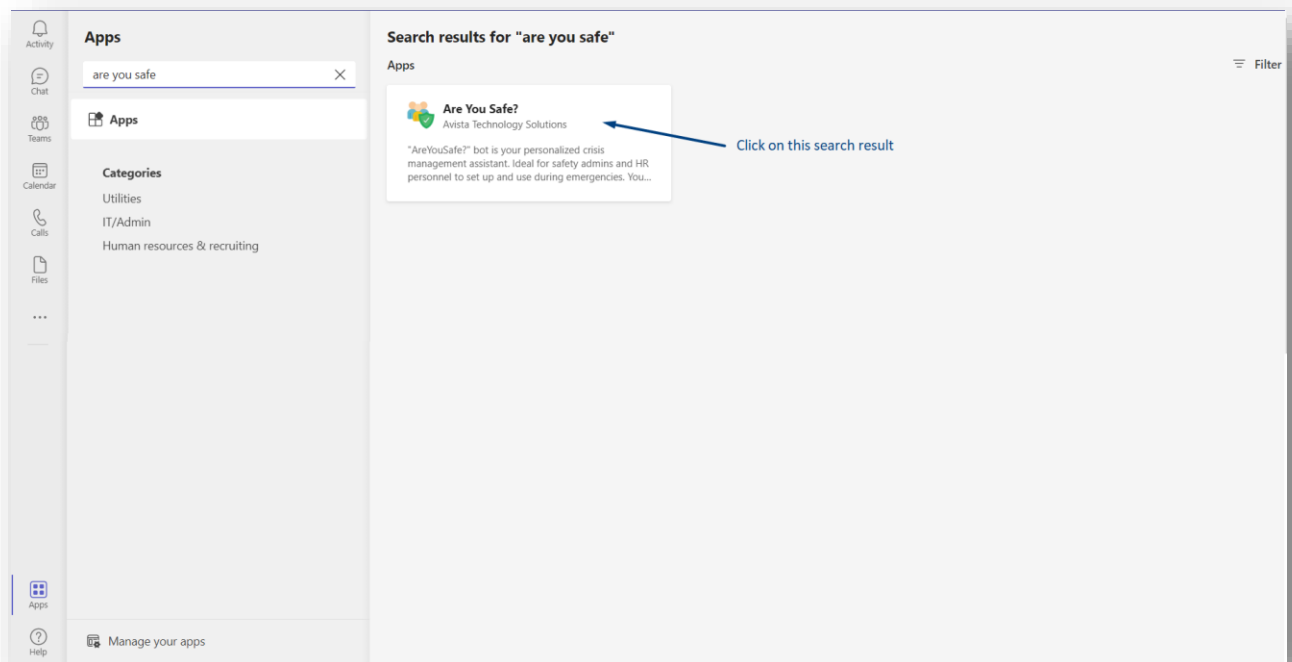 Activity
Chat
Teams
Calendar
Calls
Files
Apps
Help
Apps
are you safe
Apps
Categories
Utilities
IT/Admin
Human resources & recruiting
Manage your apps
Search results for "are you safe"
Apps
Filter
Are You Safe?
Avista Technology Solutions
"AreYouSafe?" bot is your personalized crisis
management assistant. Ideal for safety admins and HR
personnel to set up and use during emergencies. You...
Click on this search result